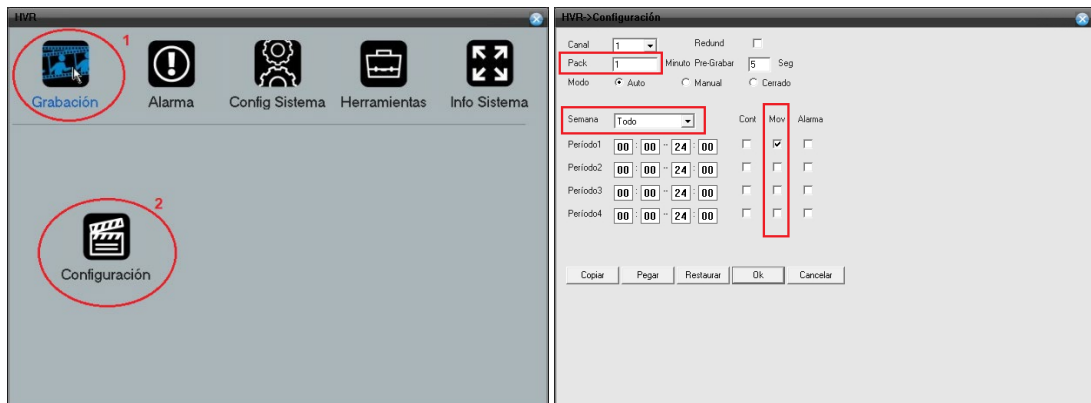 HVR
1
Grabación
Alarma
Config Sistema
Herramientas
Info Sistema
2
Configuración
HVR->Configuración
Canal 1 Redund
Pack 1 Minuto Pre-Grabar 5 Seg
Modo Auto Manual Cerrado
Semana Todo Cont Mov Alarma
Período1 00 : 00 -- 24 : 00
Período2 00 : 00 -- 24 : 00
Período3 00 : 00 -- 24 : 00
Período4 00 : 00 -- 24 : 00
Copiar Pegar Restaurar Ok Cancelar